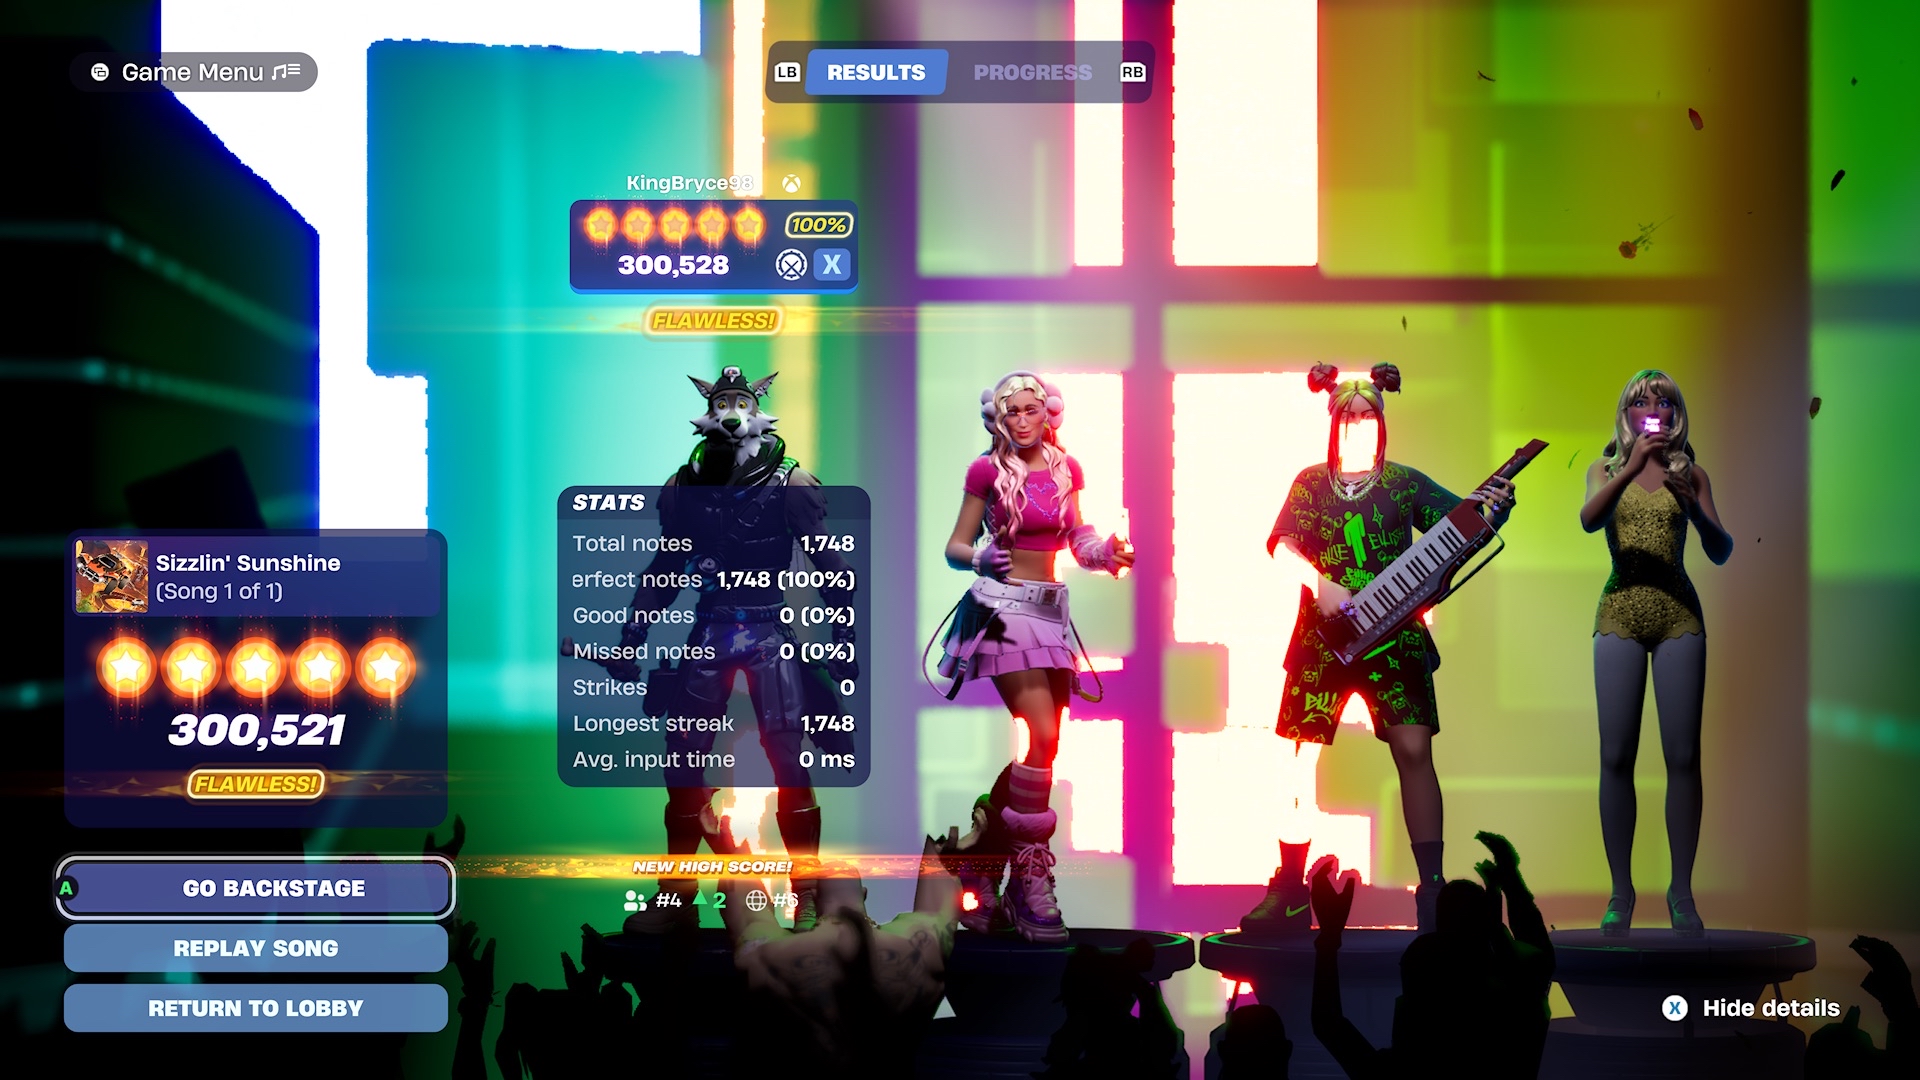 Game Menu
LB RESULTS PROGRESS RB
KingBryce98
100%
300,528 X
FLAWLESS!
STATS
Total notes 1,748
erfect notes 1,748 (100%)
Good notes 0 (0%)
Missed notes 0 (0%)
Strikes 0
Longest streak 1,748
Avg. input time 0 ms
NEW HIGH SCORE!
#4 2 #6
Sizzlin' Sunshine
(Song 1 of 1)
300,521
FLAWLESS!
A GO BACKSTAGE
REPLAY SONG
RETURN TO LOBBY
BILLIE EILISH
X Hide details